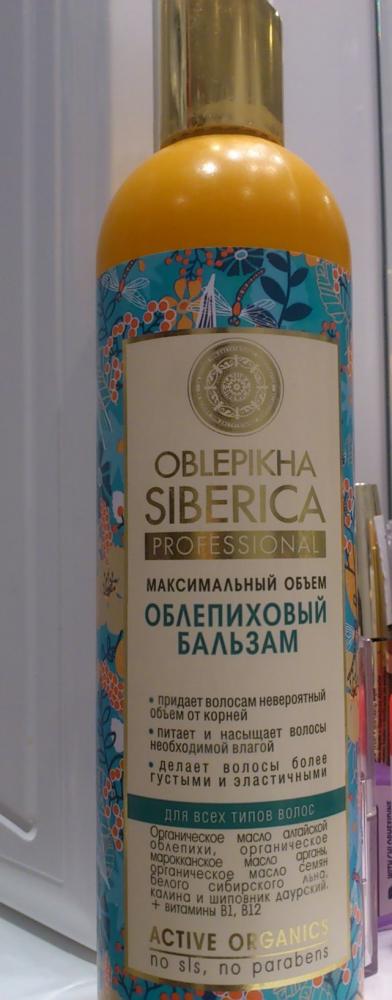 OBLEPIKHA
SIBERICA
PROFESSIONAL
МАКСИМАЛЬНЫЙ ОБЪЕМ
ОБЛЕПИХОВЫЙ
БАЛЬЗАМ
• придает волосам невероятный
объем от корней
• питает и насыщает волосы
необходимой влагой
• делает волосы более
густыми и эластичными
ДЛЯ ВСЕХ ТИПОВ ВОЛОС
Органическое масло алтайской
облепихи, органическое
марокканское масло арганы,
органическое масло семян
белого сибирского льна,
калина и шиповник даурский.
+ витамины B1, B12
ACTIVE ORGANICS
no sls, no parabens